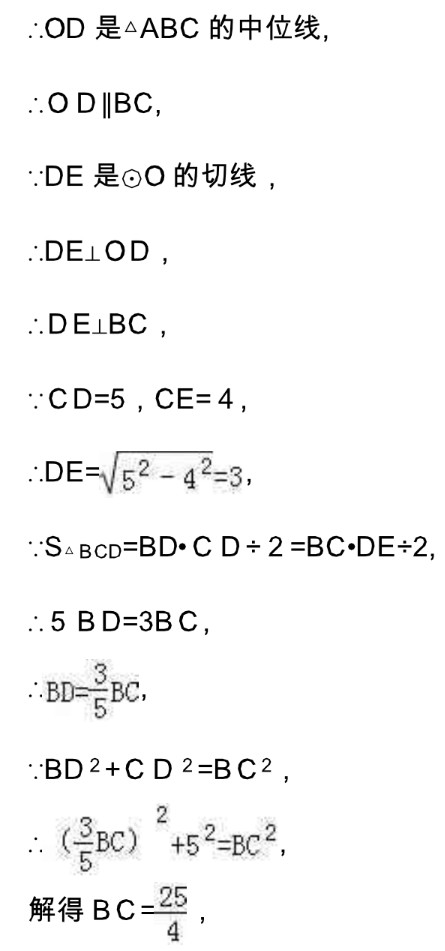 ∴OD 是△ABC 的中位线,
∴O D∥BC,
∵DE 是⊙O 的切线，
∴DE⊥OD，
∴DE⊥BC，
∵CD=5，CE=4，
∴DE=√(5²－4²)=3,
∵S△BCD=BD•CD÷2=BC•DE÷2,
∴5BD=3BC,
∴BD=3/5BC,
∵BD²+CD²=BC²，
∴（3/5BC）²+5²=BC²,
解得 BC=25/4，